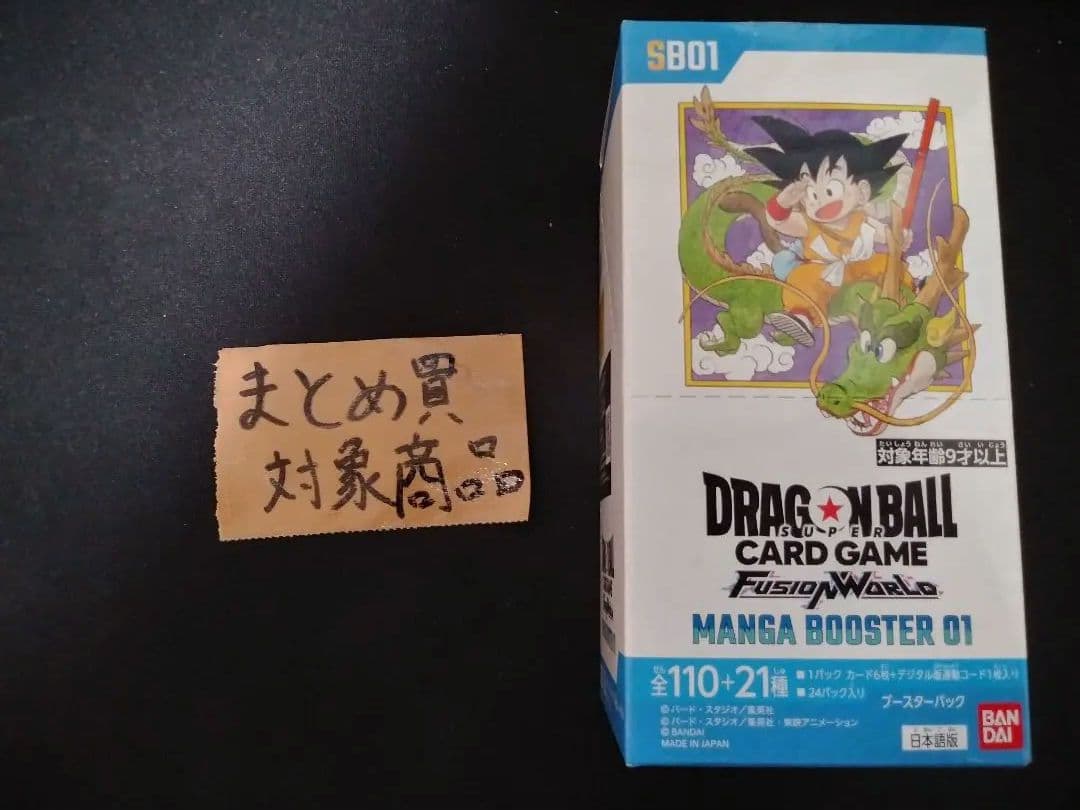 まとめ買
対象商品
SB01
たいしょうねんれい さいいじょう
対象年齢9才以上
DRAGON BALL
SUPER
CARD GAME
FUSION WORLD
MANGA BOOSTER 01
全110+21種
■1パック カード6枚+デジタル版連動コード1枚入り
■24パック入り
ブースターパック
©バード・スタジオ/集英社
©バード・スタジオ/集英社・東映アニメーション
©BANDAI
MADE IN JAPAN
日本語版
BAN
DAI